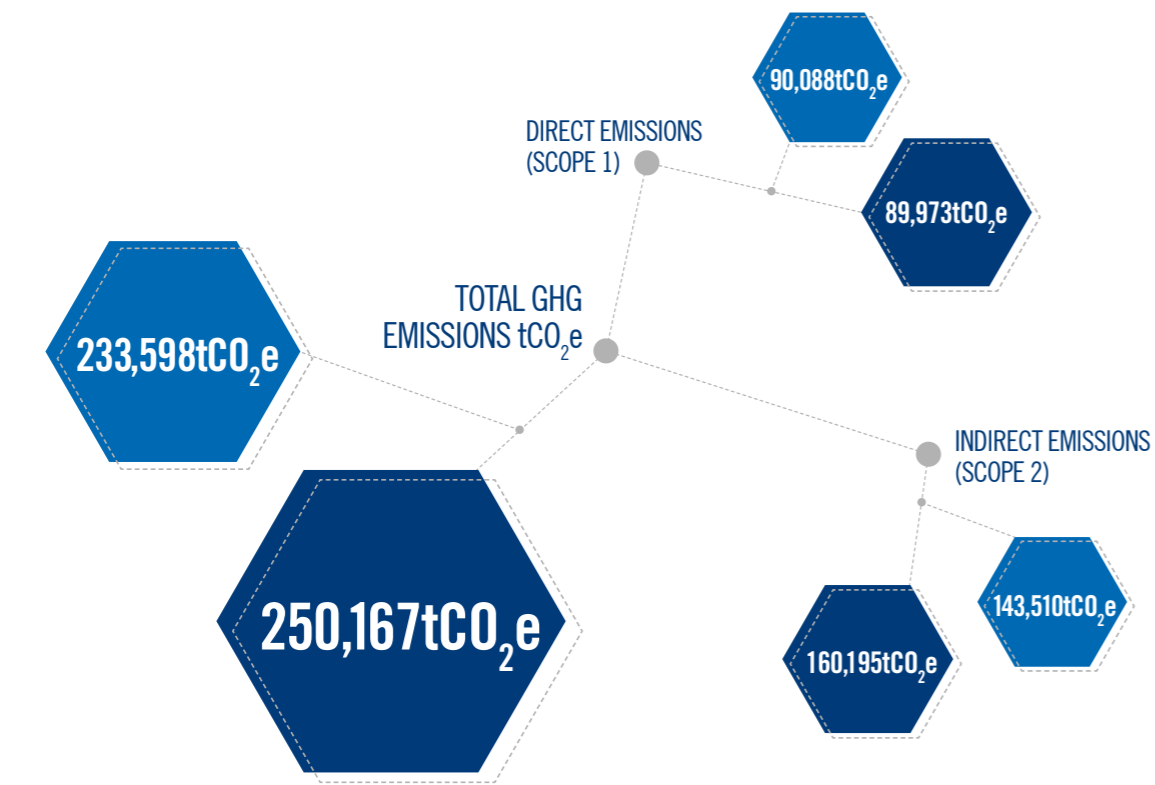 90,088tCO₂e
DIRECT EMISSIONS
(SCOPE 1)
89,973tCO₂e
TOTAL GHG
EMISSIONS tCO₂e
233,598tCO₂e
INDIRECT EMISSIONS
(SCOPE 2)
250,167tCO₂e
143,510tCO₂e
160,195tCO₂e